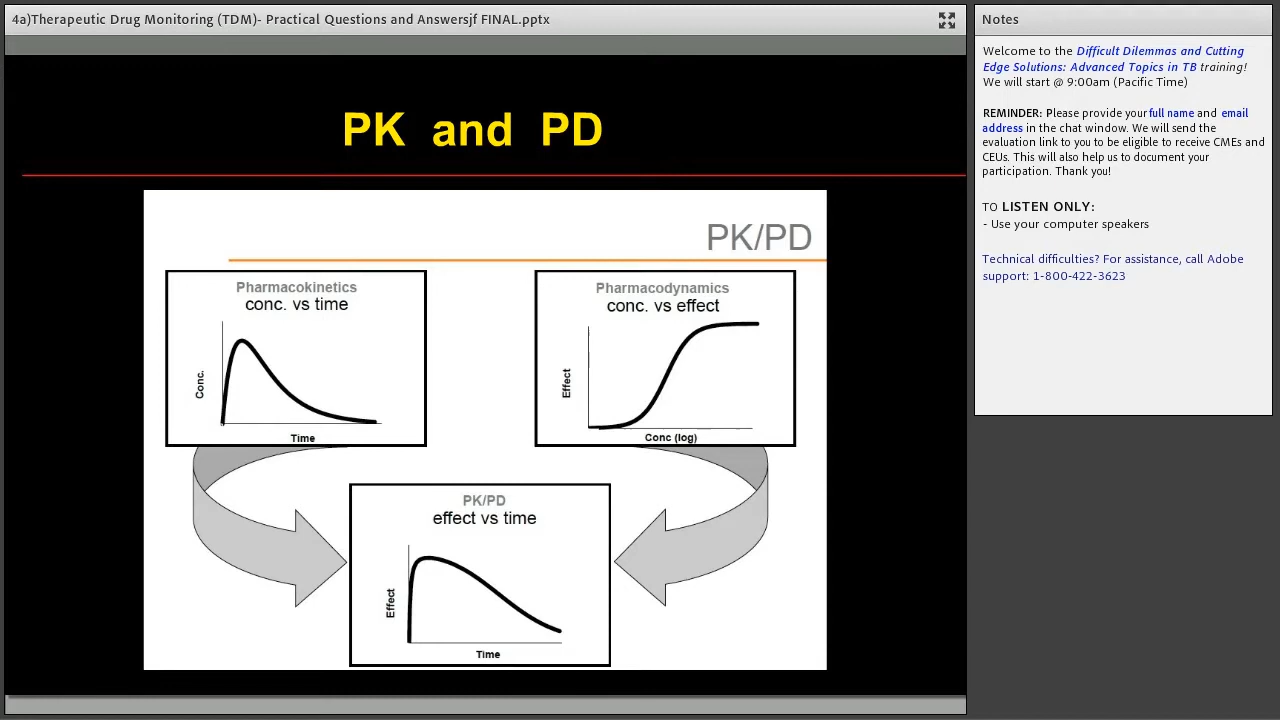 4a)Therapeutic Drug Monitoring (TDM)- Practical Questions and Answersjf FINAL.pptx
PK and PD
PK/PD
Pharmacokinetics
conc. vs time
Conc.
Time
Pharmacodynamics
conc. vs effect
Effect
Conc (log)
PK/PD
effect vs time
Effect
Time
Notes
Welcome to the Difficult Dilemmas and Cutting
Edge Solutions: Advanced Topics in TB training!
We will start @ 9:00am (Pacific Time)
REMINDER: Please provide your full name and email
address in the chat window. We will send the
evaluation link to you to be eligible to receive CMEs and
CEUs. This will also help us to document your
participation. Thank you!
TO LISTEN ONLY:
- Use your computer speakers
Technical difficulties? For assistance, call Adobe
support: 1-800-422-3623